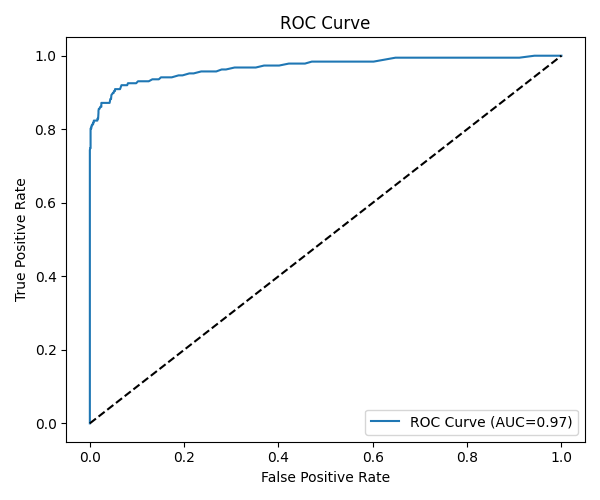 ROC Curve
True Positive Rate
1.0
0.8
0.6
0.4
0.2
0.0
ROC Curve (AUC=0.97)
0.0 0.2 0.4 0.6 0.8 1.0
False Positive Rate